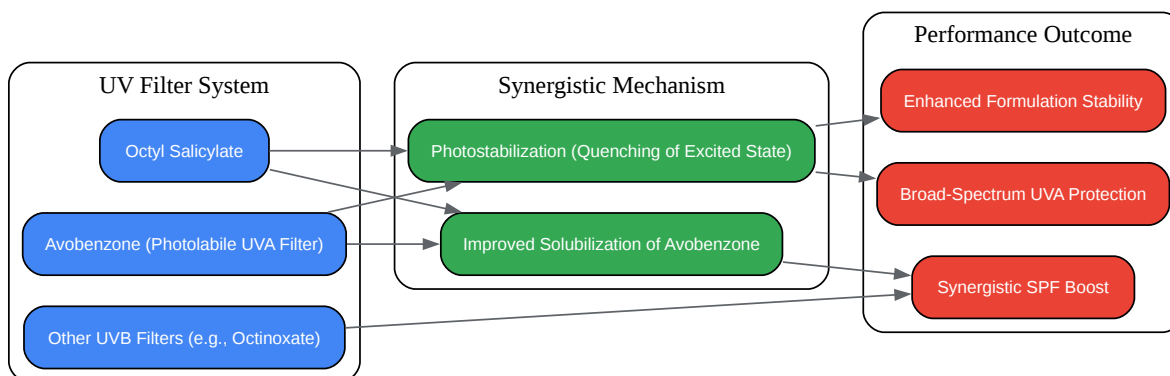 UV Filter System
Octyl Salicylate
Avobenzone (Photolabile UVA Filter)
Other UVB Filters (e.g., Octinoxate)
Synergistic Mechanism
Photostabilization (Quenching of Excited State)
Improved Solubilization of Avobenzone
Performance Outcome
Enhanced Formulation Stability
Broad-Spectrum UVA Protection
Synergistic SPF Boost